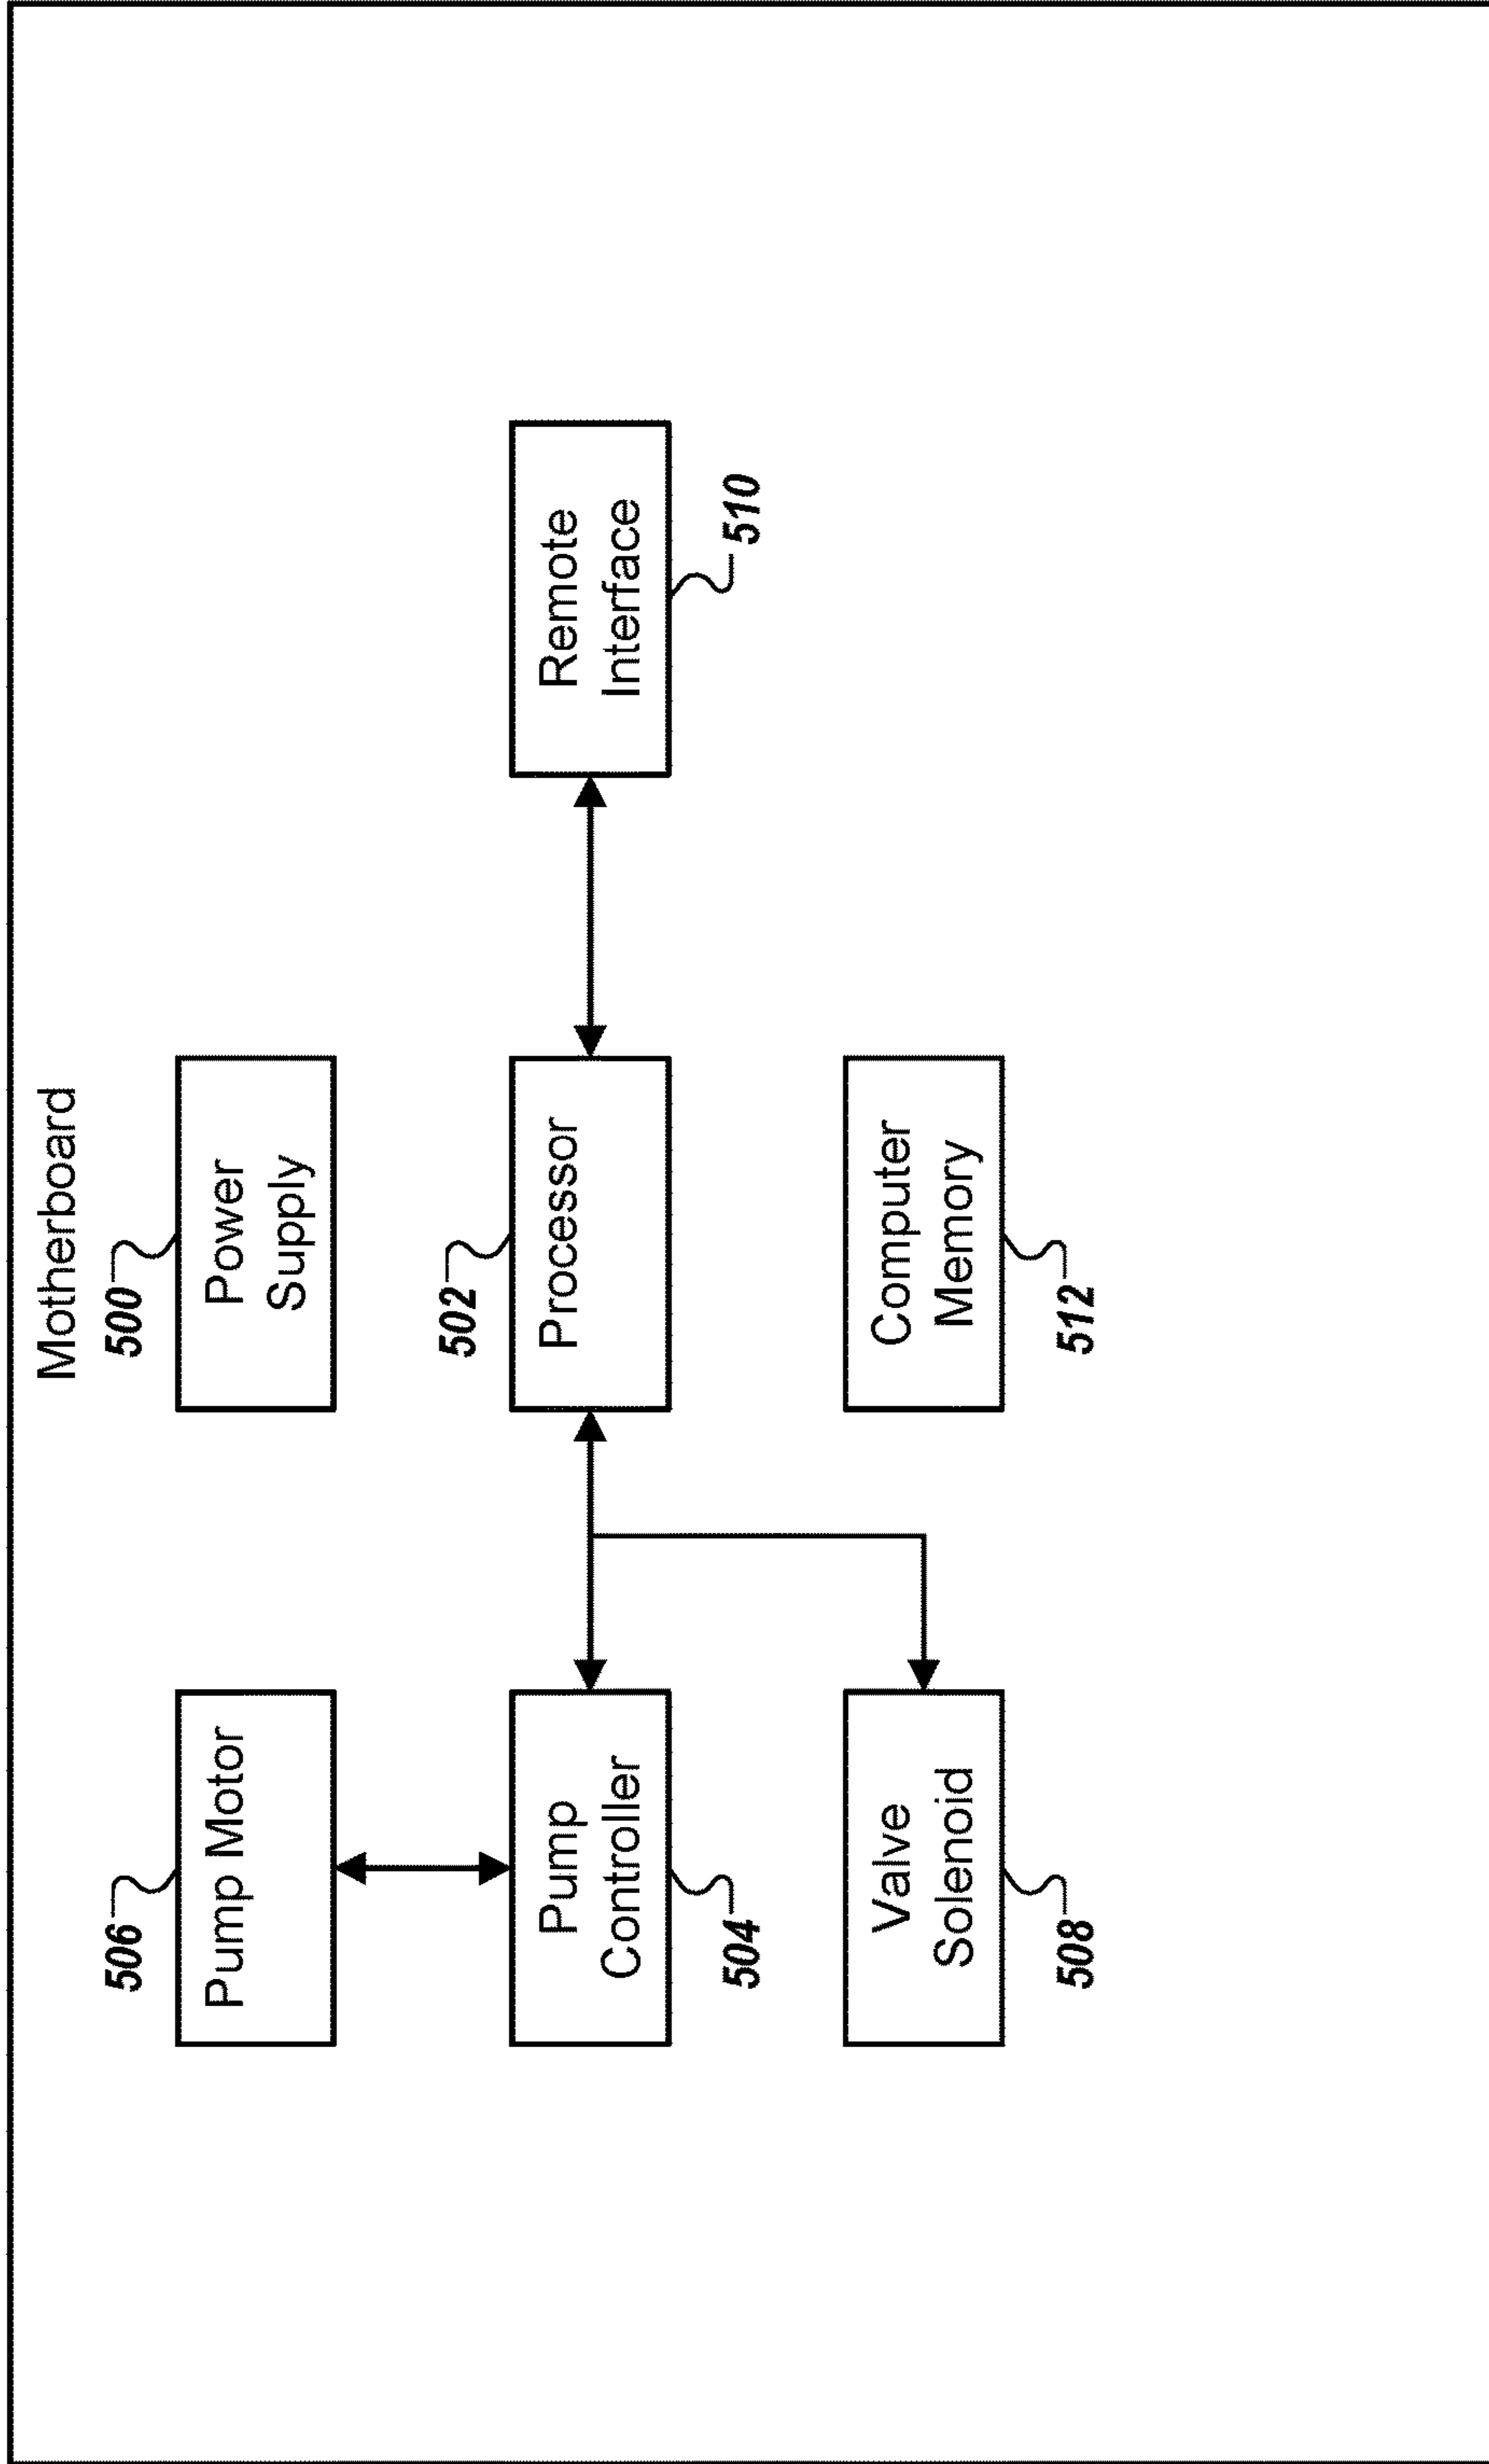 Motherboard
506
Pump Motor
500
Power
Supply
504
Pump
Controller
502
Processor
Remote
Interface
510
Valve
Solenoid
508
Computer
Memory
512